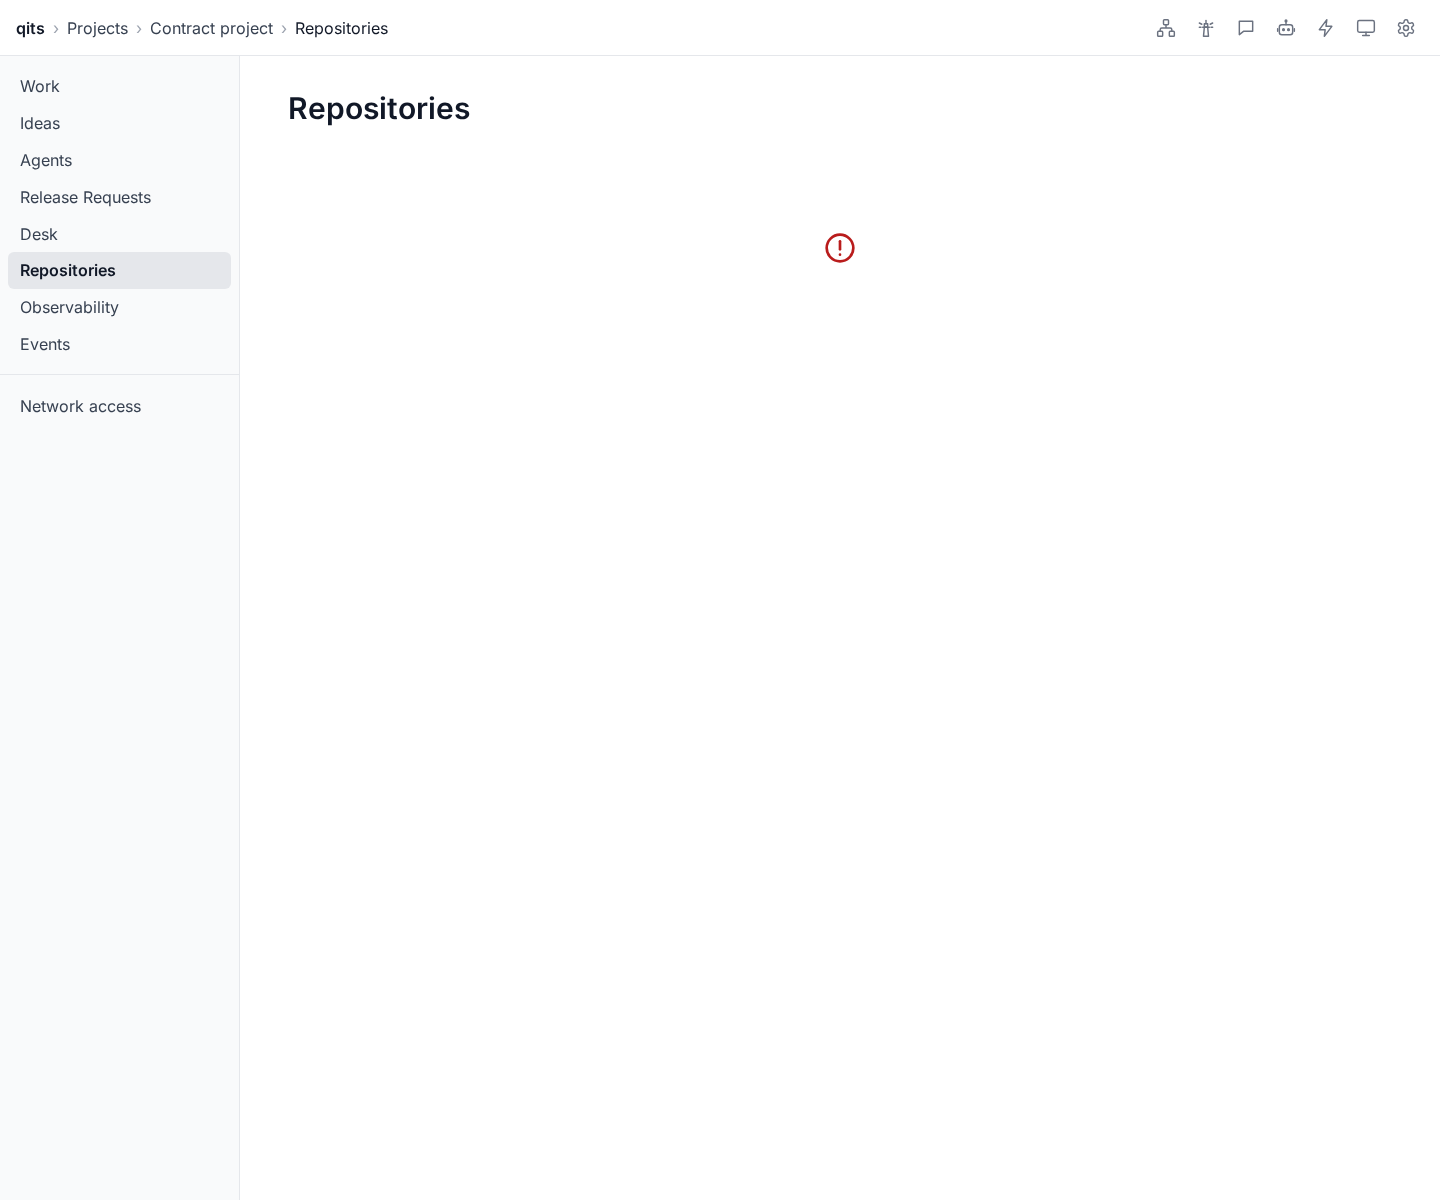 qits › Projects › Contract project › Repositories
Work
Ideas
Agents
Release Requests
Desk
Repositories
Observability
Events
Network access
Repositories